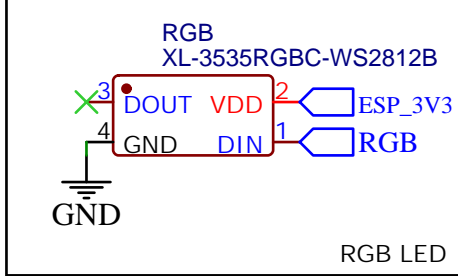 RGB
XL-3535RGBC-WS2812B
3 DOUT VDD 2 ESP_3V3
4 GND DIN 1 RGB
GND
RGB LED